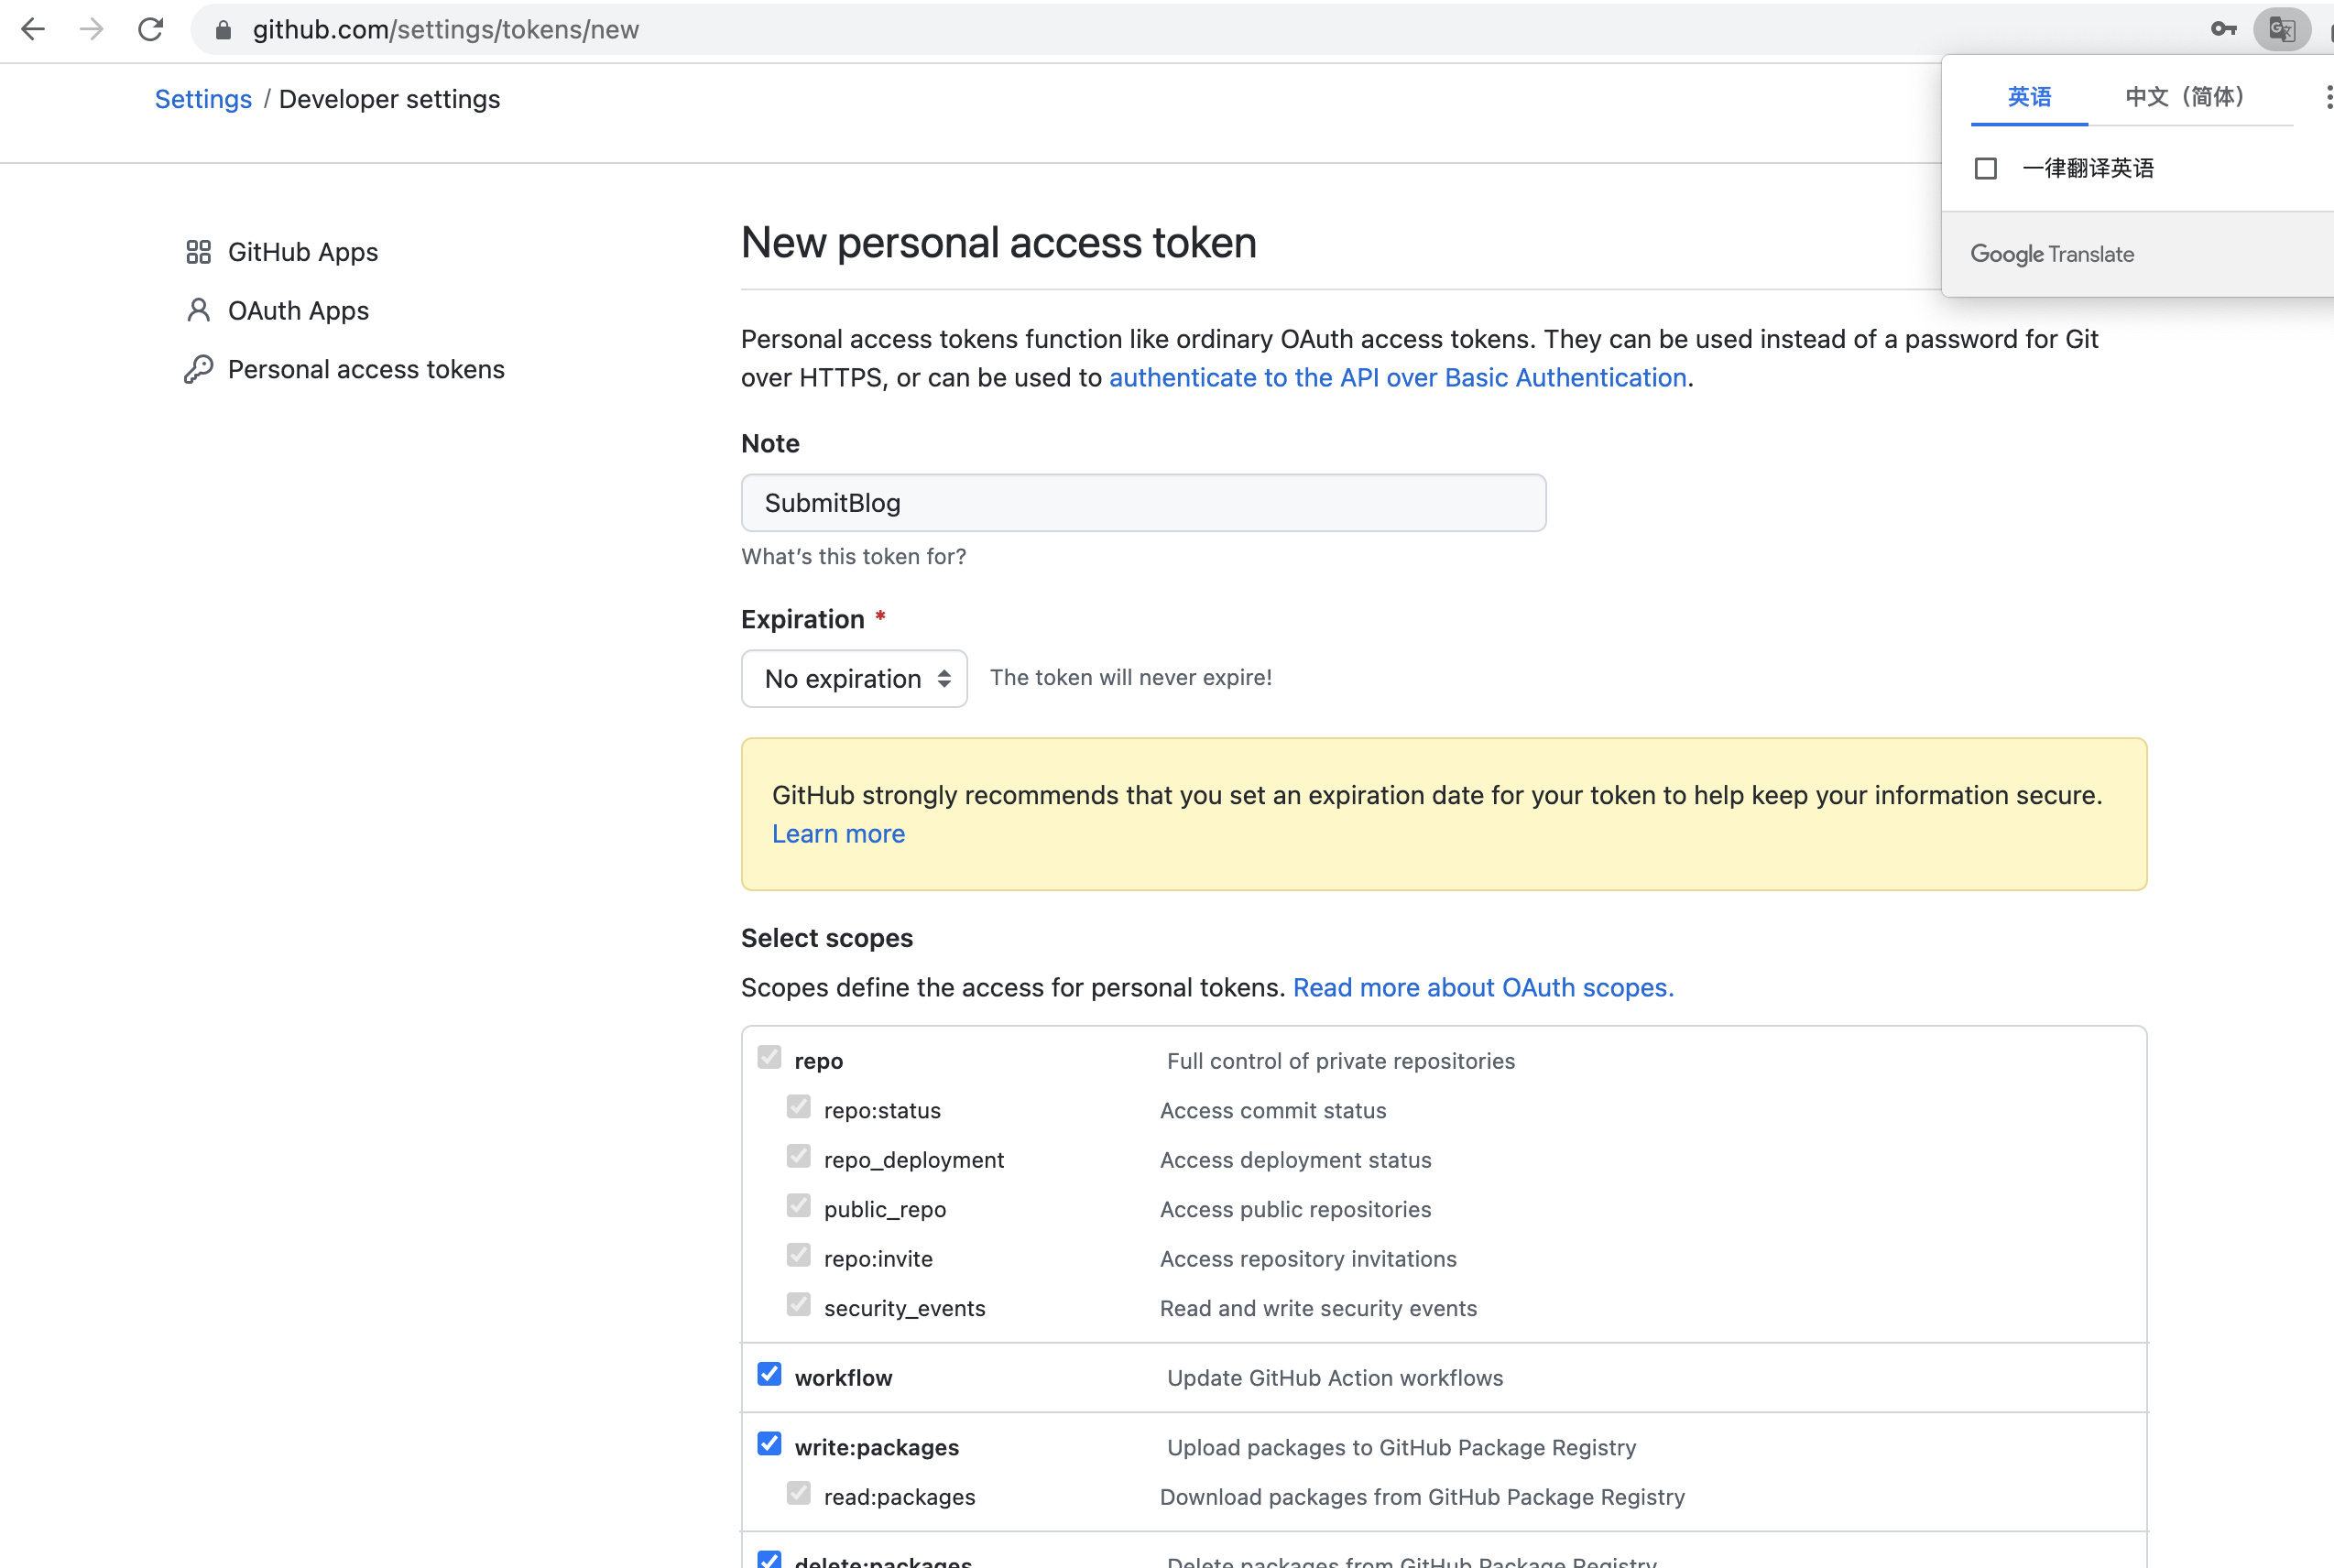 github.com/settings/tokens/new
英语
中文（简体）
一律翻译英语
Google Translate
Settings / Developer settings
GitHub Apps
OAuth Apps
Personal access tokens
New personal access token
Personal access tokens function like ordinary OAuth access tokens. They can be used instead of a password for Git
over HTTPS, or can be used to authenticate to the API over Basic Authentication.
Note
SubmitBlog
What's this token for?
Expiration *
No expiration
The token will never expire!
GitHub strongly recommends that you set an expiration date for your token to help keep your information secure.
Learn more
Select scopes
Scopes define the access for personal tokens. Read more about OAuth scopes.
repo Full control of private repositories
repo:status Access commit status
repo_deployment Access deployment status
public_repo Access public repositories
repo:invite Access repository invitations
security_events Read and write security events
workflow Update GitHub Action workflows
write:packages Upload packages to GitHub Package Registry
read:packages Download packages from GitHub Package Registry
delete:packages Delete packages from GitHub Package Registry